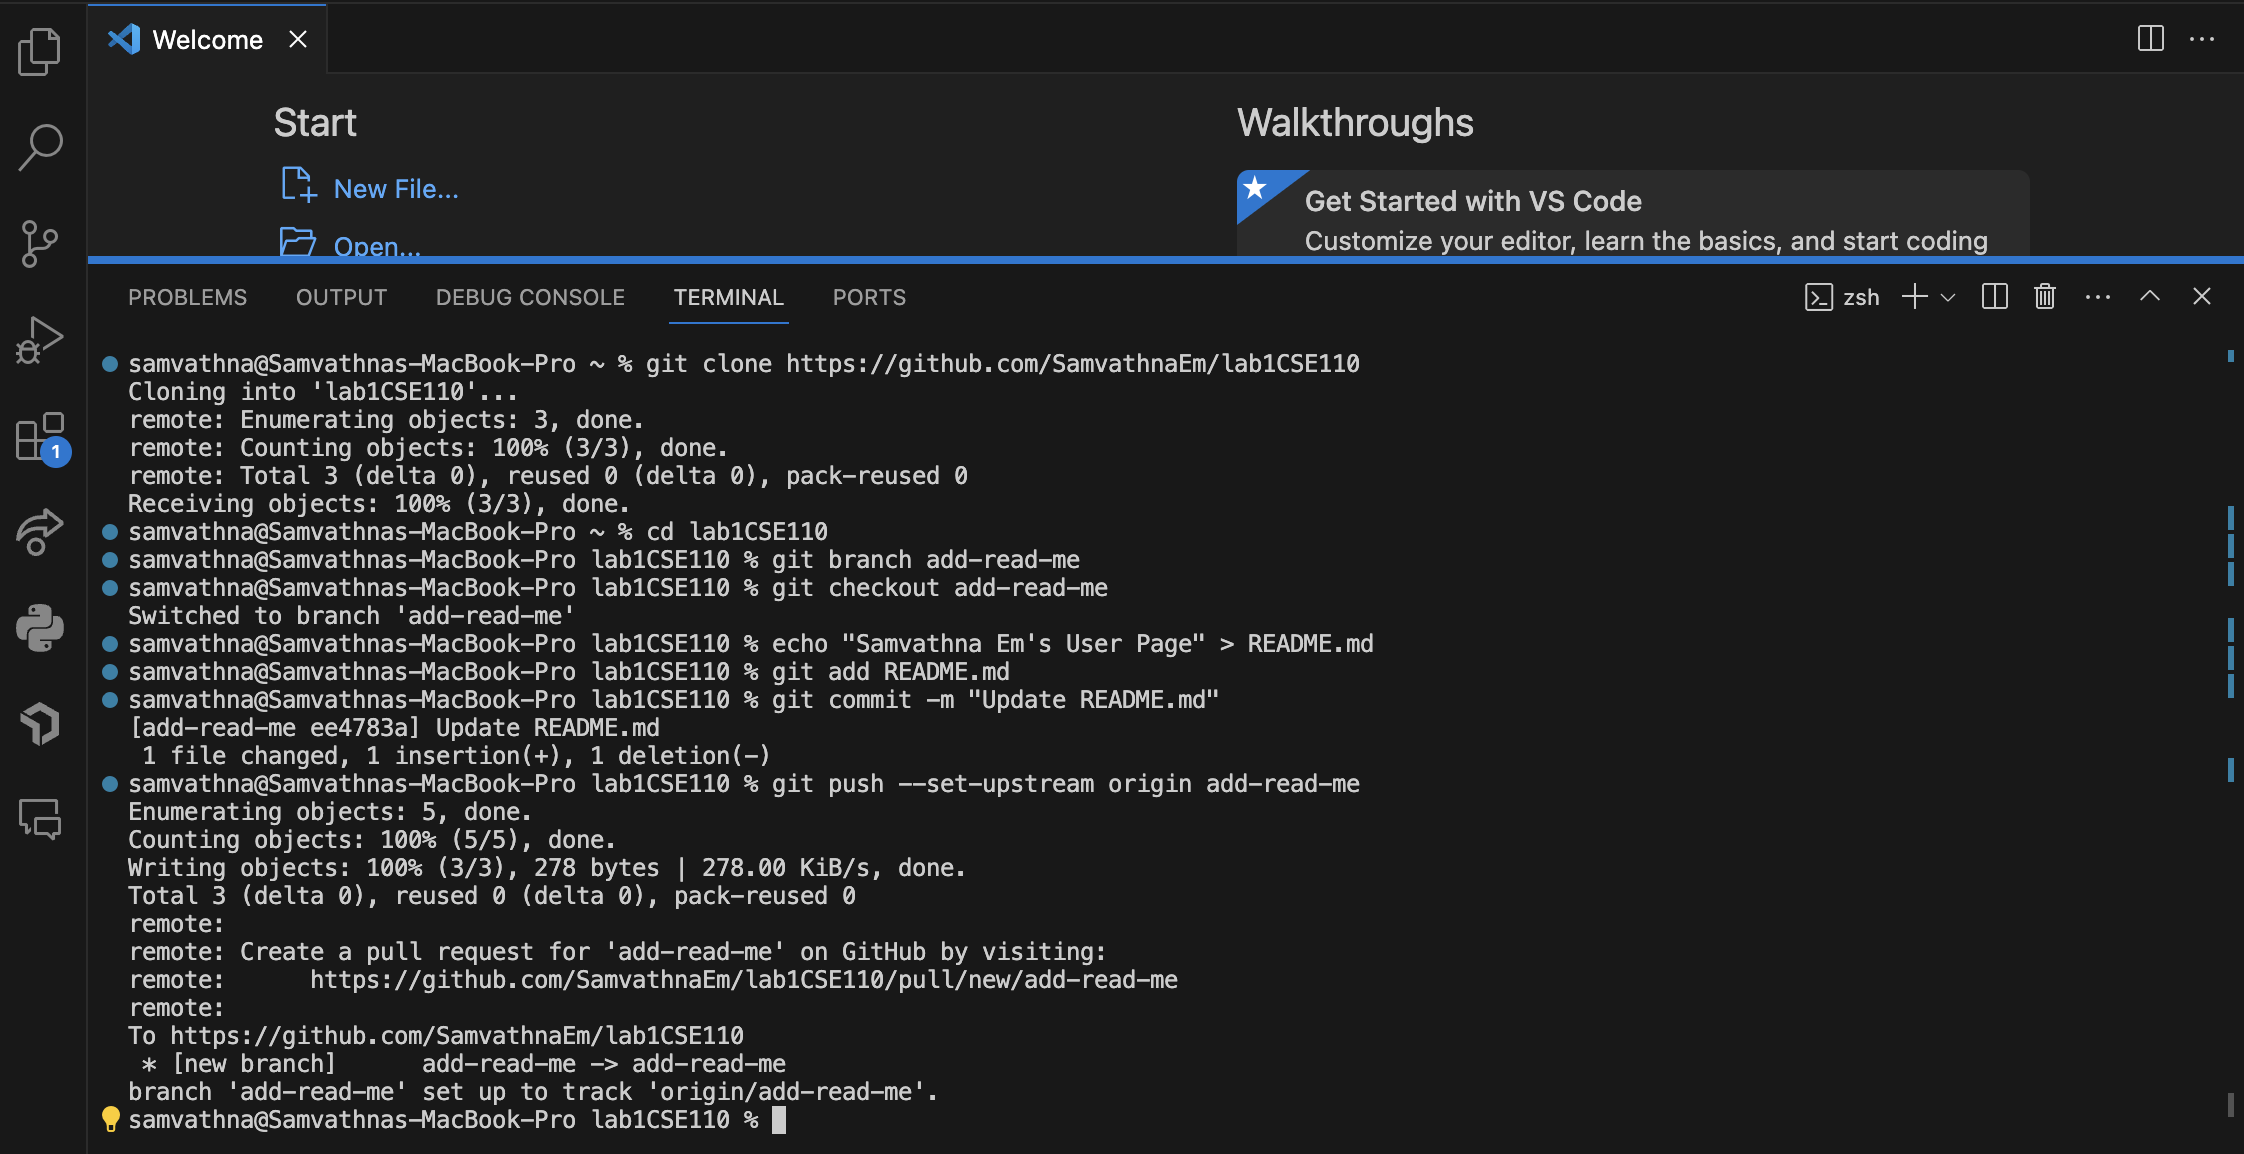 Welcome
Start
Walkthroughs
New File...
Get Started with VS Code
Open...
Customize your editor, learn the basics, and start coding
PROBLEMS OUTPUT DEBUG CONSOLE TERMINAL PORTS zsh
samvathna@Samvathnas-MacBook-Pro ~ % git clone https://github.com/SamvathnaEm/lab1CSE110
Cloning into 'lab1CSE110'...
remote: Enumerating objects: 3, done.
remote: Counting objects: 100% (3/3), done.
remote: Total 3 (delta 0), reused 0 (delta 0), pack-reused 0
Receiving objects: 100% (3/3), done.
samvathna@Samvathnas-MacBook-Pro ~ % cd lab1CSE110
samvathna@Samvathnas-MacBook-Pro lab1CSE110 % git branch add-read-me
1
samvathna@Samvathnas-MacBook-Pro lab1CSE110 % git checkout add-read-me
Switched to branch 'add-read-me'
samvathna@Samvathnas-MacBook-Pro lab1CSE110 % echo "Samvathna Em's User Page" > README.md
samvathna@Samvathnas-MacBook-Pro lab1CSE110 % git add README.md
samvathna@Samvathnas-MacBook-Pro lab1CSE110 % git commit -m "Update README.md"
[add-read-me ee4783a] Update README.md
1 file changed, 1 insertion(+), 1 deletion(-)
samvathna@Samvathnas-MacBook-Pro lab1CSE110 % git push --set-upstream origin add-read-me
Enumerating objects: 5, done.
Counting objects: 100% (5/5), done.
Writing objects: 100% (3/3), 278 bytes | 278.00 KiB/s, done.
Total 3 (delta 0), reused 0 (delta 0), pack-reused 0
remote:
remote: Create a pull request for 'add-read-me' on GitHub by visiting:
remote:      https://github.com/SamvathnaEm/lab1CSE110/pull/new/add-read-me
remote:
To https://github.com/SamvathnaEm/lab1CSE110
* [new branch]      add-read-me -> add-read-me
branch 'add-read-me' set up to track 'origin/add-read-me'.
samvathna@Samvathnas-MacBook-Pro lab1CSE110 %